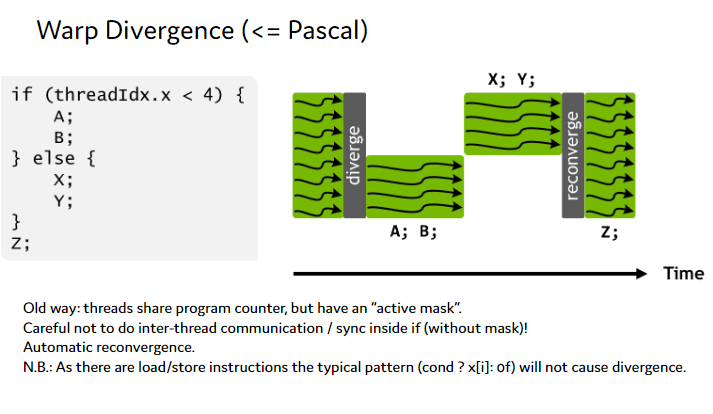 Warp Divergence (<= Pascal)
if (threadIdx.x < 4) {
    A;
    B;
} else {
    X;
    Y;
}
Z;
diverge
A; B;
X; Y;
reconverge
Z;
Time
Old way: threads share program counter, but have an "active mask".
Careful not to do inter-thread communication / sync inside if (without mask)!
Automatic reconvergence.
N.B.: As there are load/store instructions the typical pattern (cond ? x[i]: 0f) will not cause divergence.